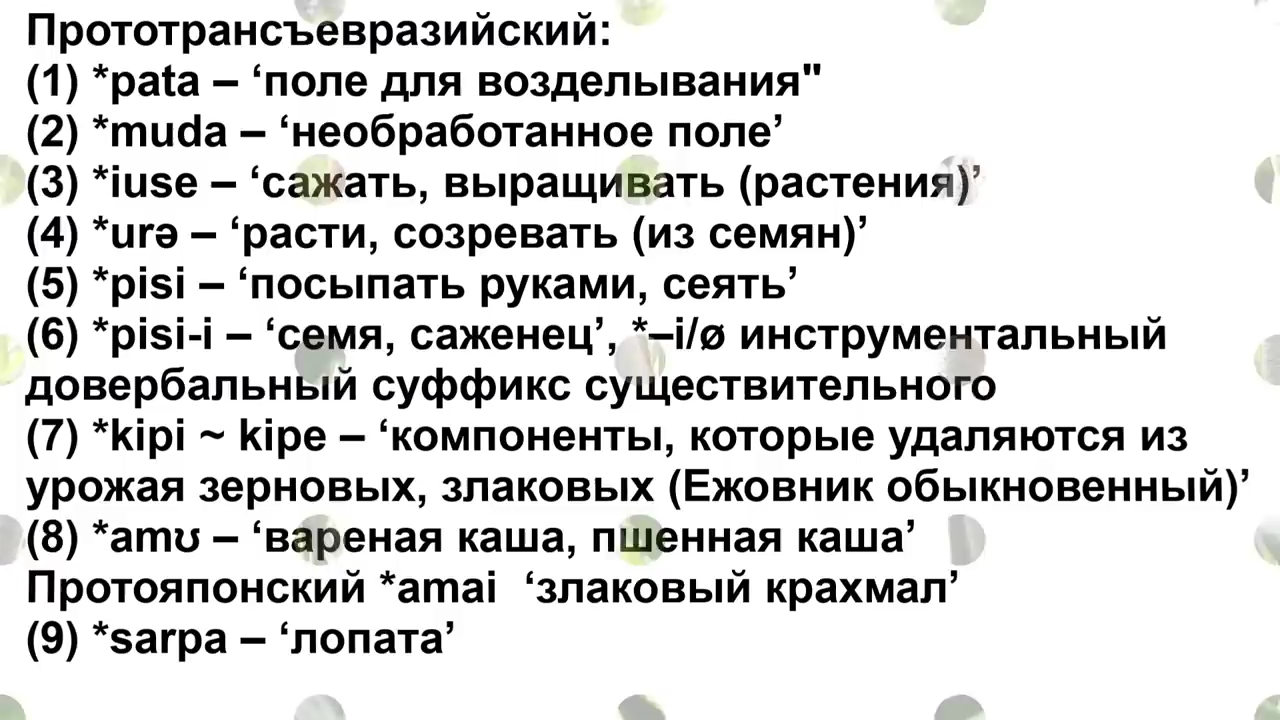 Прототрансъевразийский:
(1) *pata – ‘поле для возделывания"
(2) *muda – ‘необработанное поле’
(3) *iuse – ‘сажать, выращивать (растения)’
(4) *urə – ‘расти, созревать (из семян)’
(5) *pisi – ‘посыпать руками, сеять’
(6) *pisi-i – ‘семя, саженец’, *–i/ø инструментальный
довербальный суффикс существительного
(7) *kipi ~ kipe – ‘компоненты, которые удаляются из
урожая зерновых, злаковых (Ежовник обыкновенный)’
(8) *amʊ – ‘вареная каша, пшенная каша’
Протояпонский *amai ‘злаковый крахмал’
(9) *sarpa – ‘лопата’